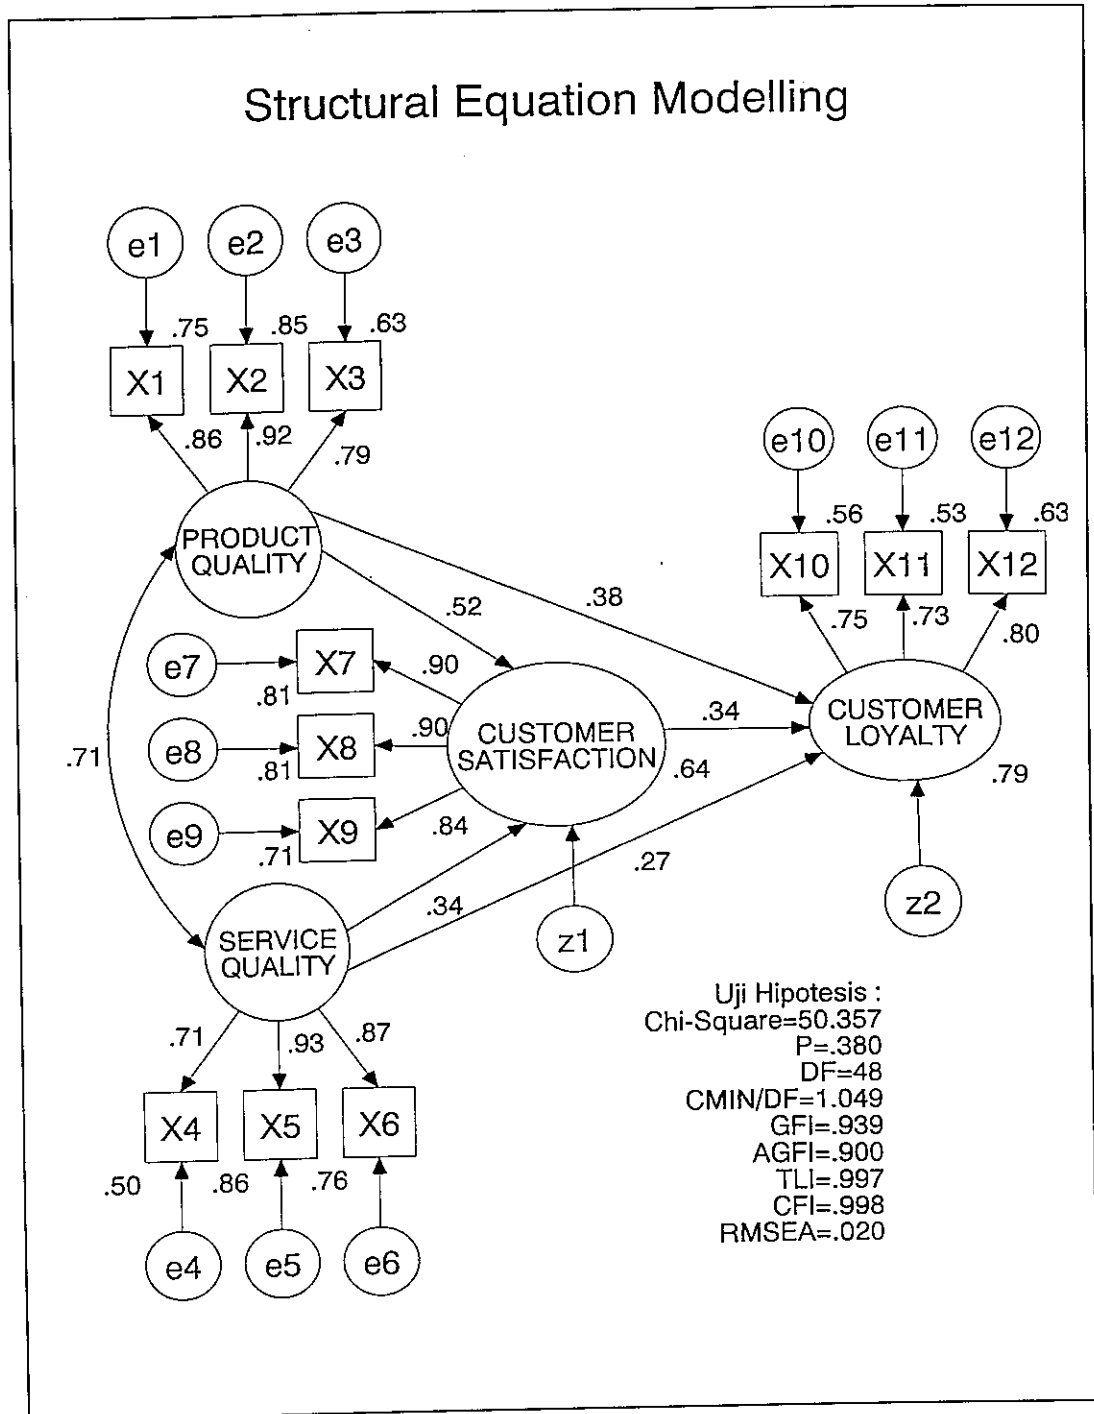 Structural Equation Modelling
e1
e2
e3
.75
.85
.63
X1
X2
X3
.86
.92
.79
PRODUCT
QUALITY
e10
e11
e12
.56
.53
.63
X10
X11
X12
.75
.73
.80
.52
.38
e7
X7
.81
.90
e8
X8
.81
.90
e9
X9
.71
.84
.71
CUSTOMER
SATISFACTION
.64
.34
CUSTOMER
LOYALTY
.79
.34
.27
z1
z2
SERVICE
QUALITY
.71
.93
.87
X4
X5
X6
.50
.86
.76
e4
e5
e6
Uji Hipotesis :
Chi-Square=50.357
P=.380
DF=48
CMIN/DF=1.049
GFI=.939
AGFI=.900
TLI=.997
CFI=.998
RMSEA=.020